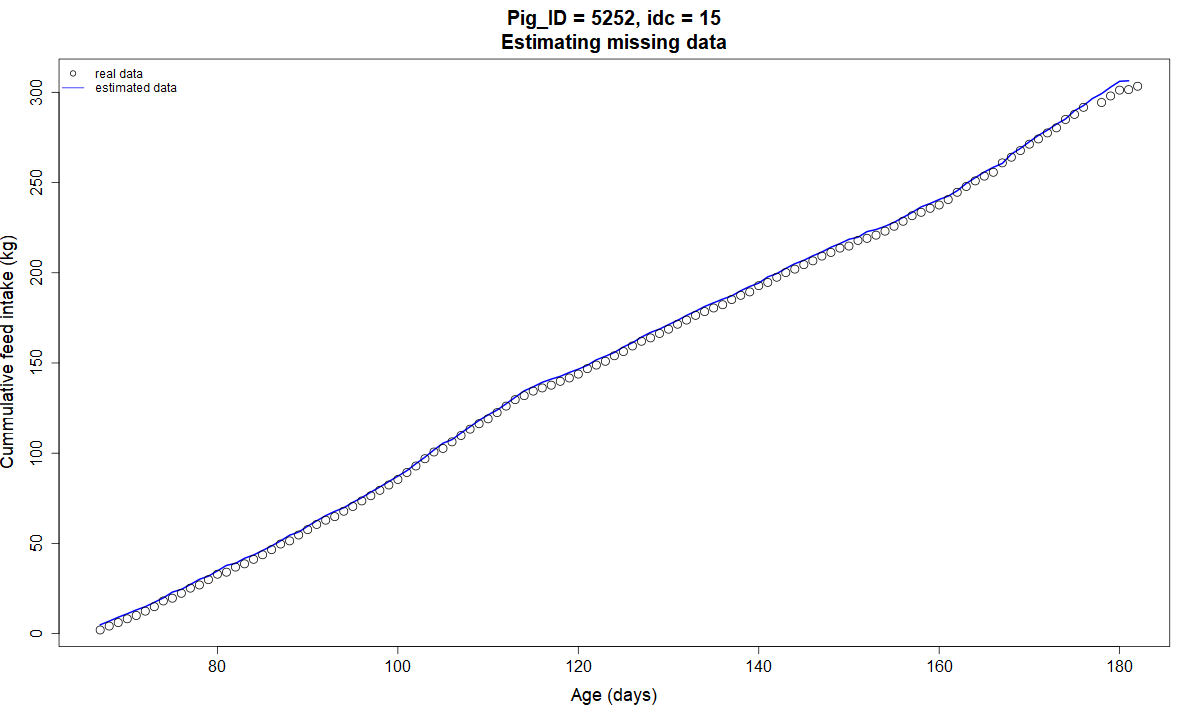 Pig_ID = 5252, idc = 15
Estimating missing data
real data
estimated data
Cummulative feed intake (kg)
300
250
200
150
100
50
0
80 100 120 140 160 180
Age (days)